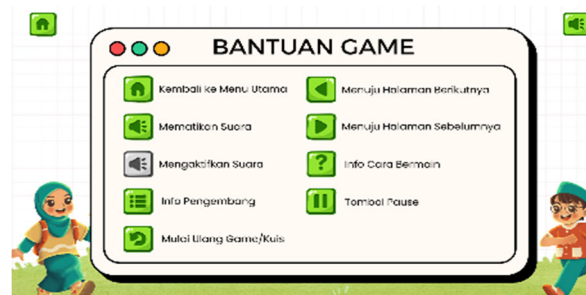 BANTUAN GAME
Kembali ke Menu Utama
Mematikan Suara
Mengaktifkan Suara
Info Pengembang
Mulai Ulang Game/Kuis
Menuju Halaman Berikutnya
Menuju Halaman Sebelumnya
Info Cara Bermain
Tombol Pause